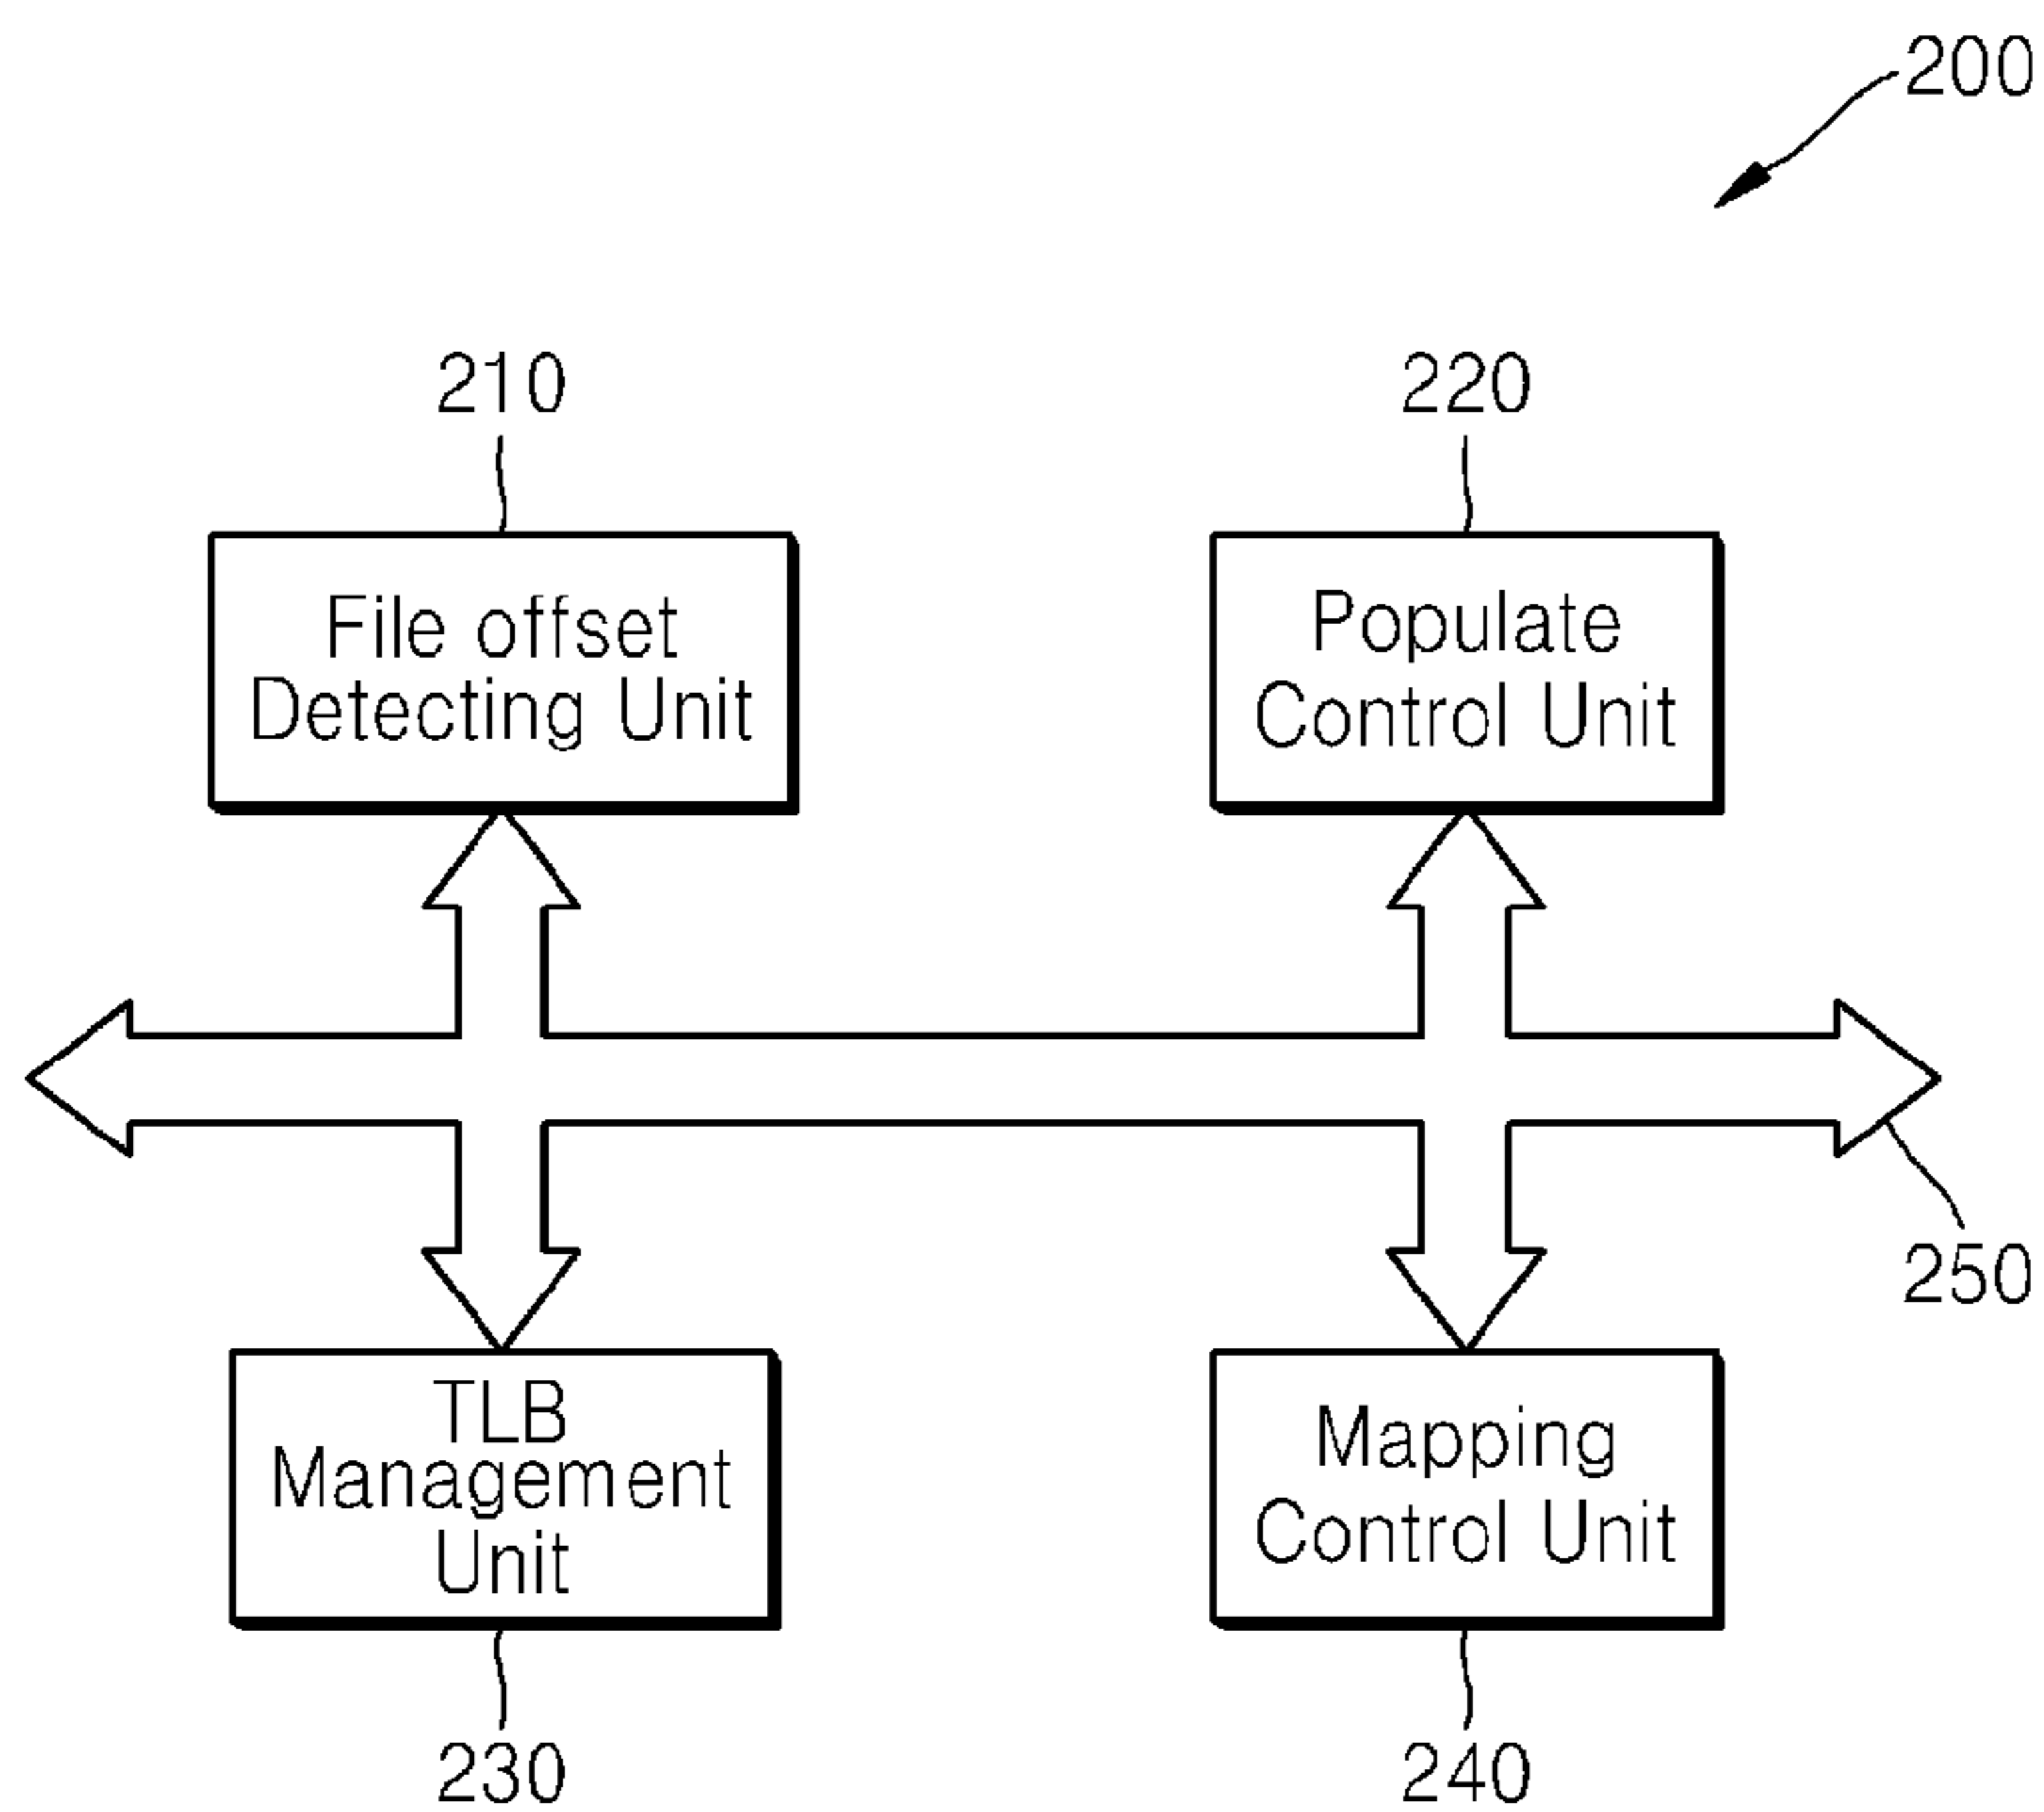 200
210
220
File offset
Detecting Unit
Populate
Control Unit
250
TLB
Management
Unit
Mapping
Control Unit
230
240